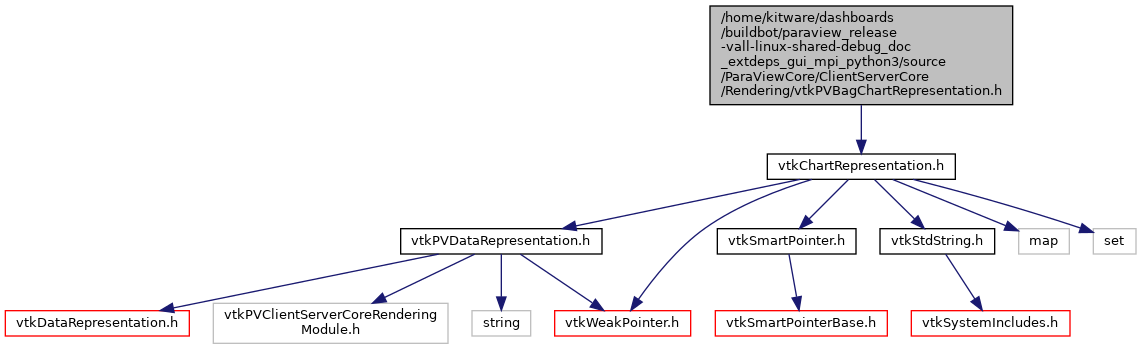 /home/kitware/dashboards
/buildbot/paraview_release
-vall-linux-shared-debug_doc
_extdeps_gui_mpi_python3/source
/ParaViewCore/ClientServerCore
/Rendering/vtkPVBagChartRepresentation.h
vtkChartRepresentation.h
vtkPVDataRepresentation.h
vtkSmartPointer.h
vtkStdString.h
map
set
vtkDataRepresentation.h
vtkPVClientServerCoreRendering
Module.h
string
vtkWeakPointer.h
vtkSmartPointerBase.h
vtkSystemIncludes.h